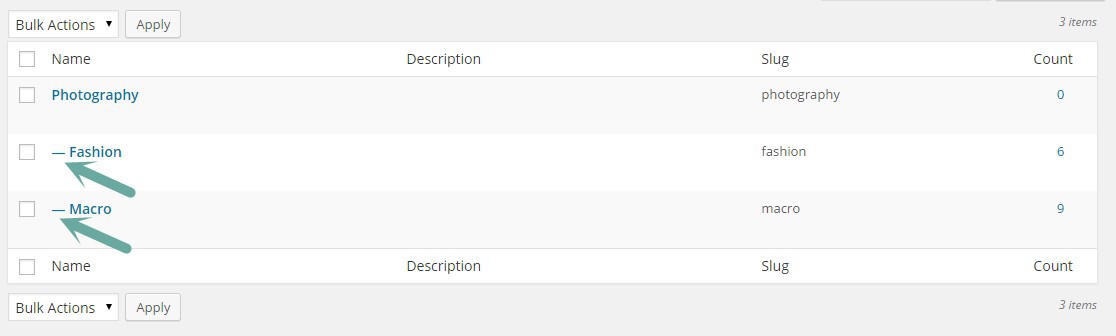 Bulk Actions Apply 3 items
Name Description Slug Count
Photography photography 0
— Fashion fashion 6
— Macro macro 9
Name Description Slug Count
Bulk Actions Apply 3 items